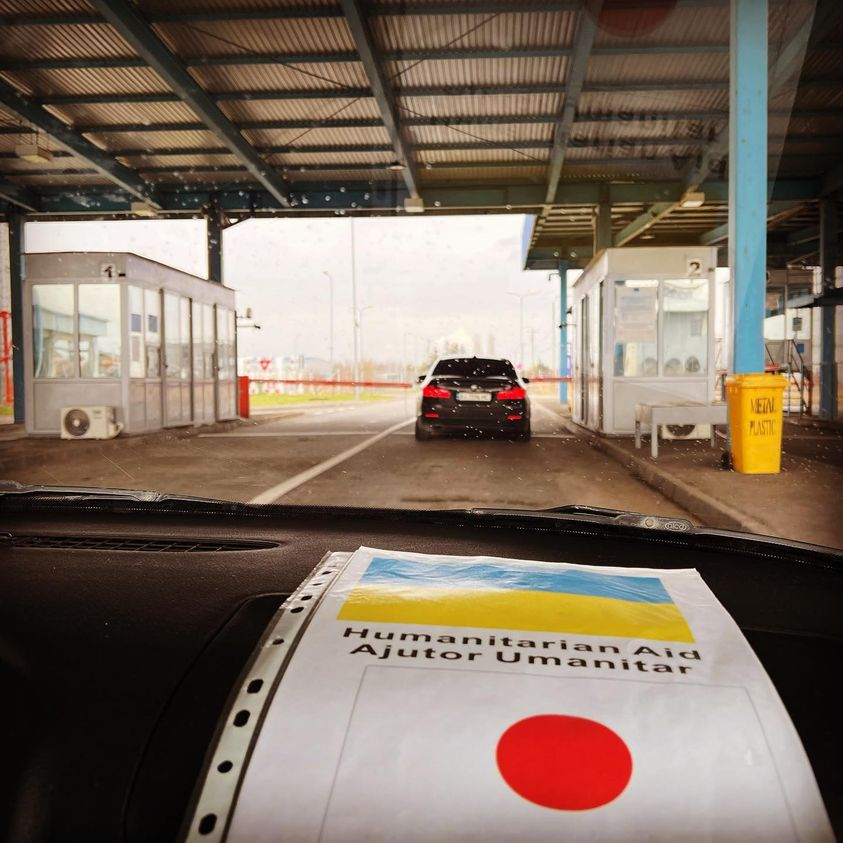 1
2
METAL
PLASTIC
Humanitarian Aid
Ajutor Umanitar